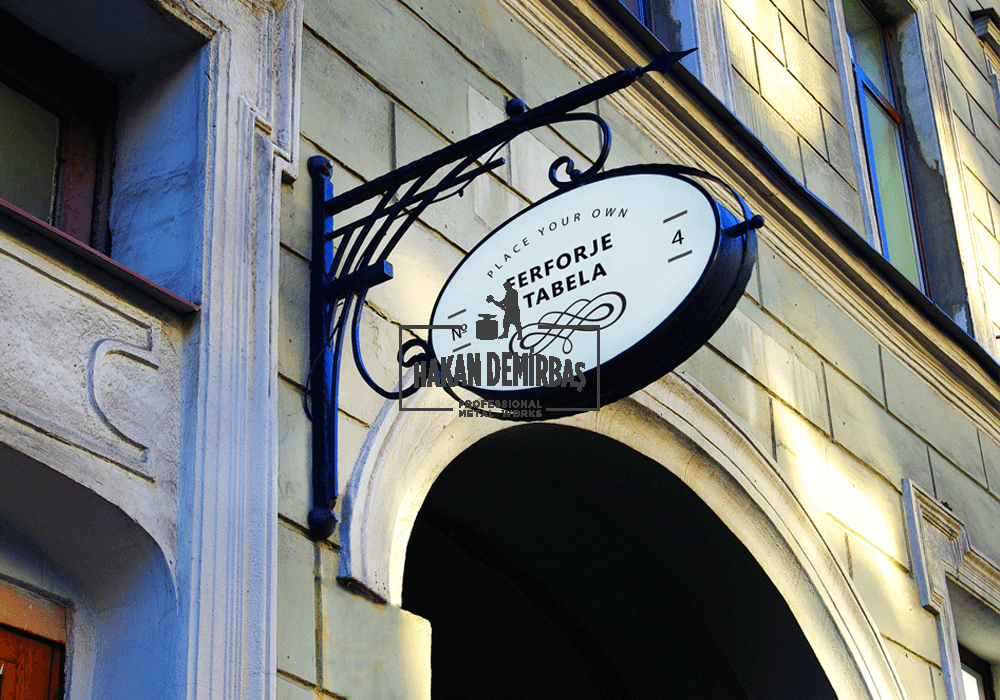 PLACE YOUR OWN
FERFORJE
TABELA
Nº
4
HAKAN DEMİRBAŞ
PROFESSIONAL
METAL WORKS